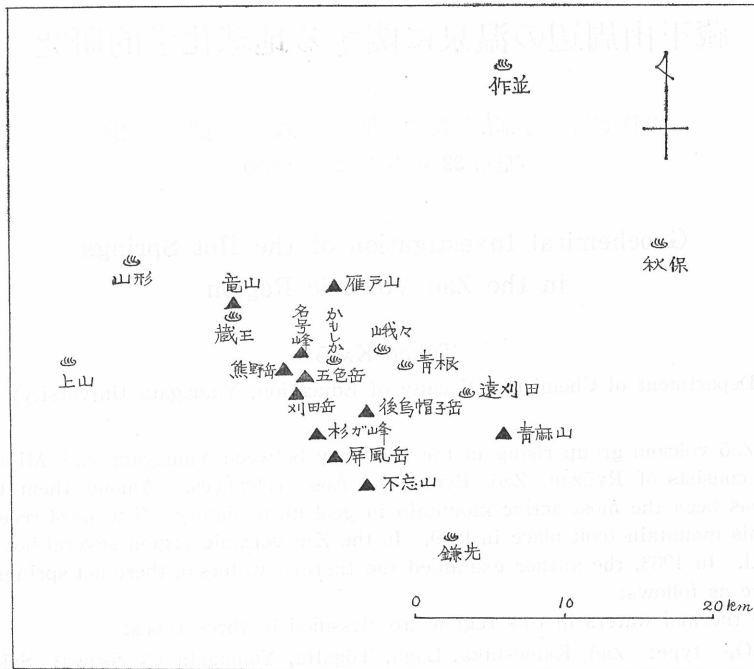 作並
秋保
山形
竜山
雁戸山
蔵王
名号峰
かもしか
峨々
上山
熊野岳
五色岳
青根
刈田岳
遠刈田
後烏帽子岳
杉が峰
青麻山
屏風岳
不忘山
鎌先
0 10 20km